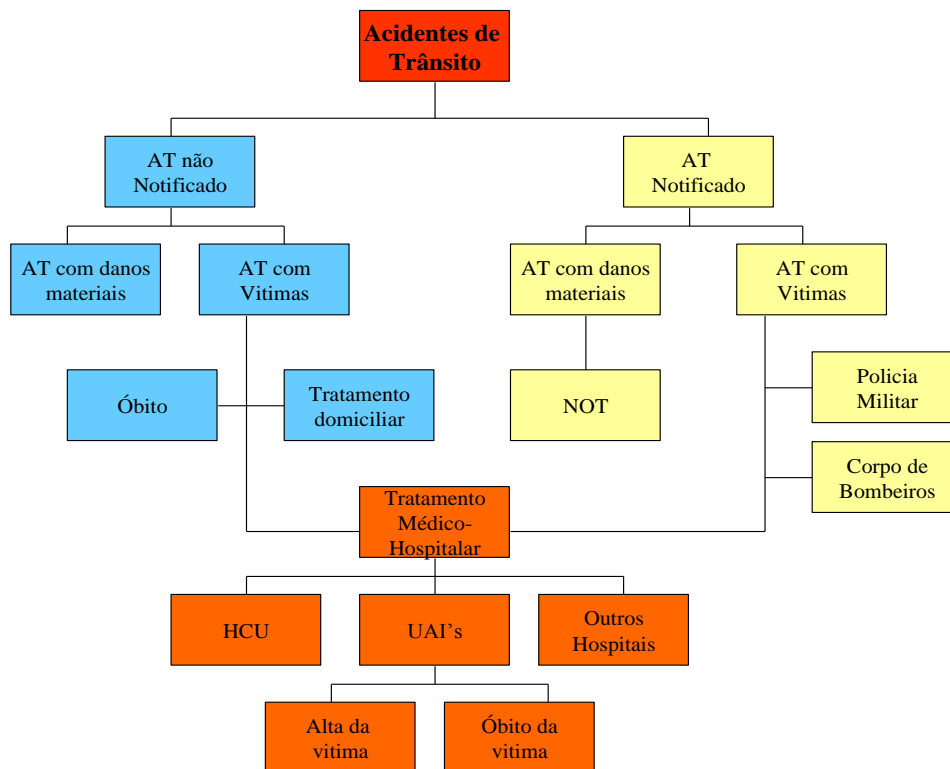 Acidentes de
Trânsito
AT não
Notificado
AT
Notificado
AT com danos
materiais
AT com
Vitimas
AT com danos
materiais
AT com
Vitimas
Óbito
Tratamento
domiciliar
NOT
Policia
Militar
Corpo de
Bombeiros
Tratamento
Médico-
Hospitalar
HCU
UAI’s
Outros
Hospitais
Alta da
vitima
Óbito da
vitima